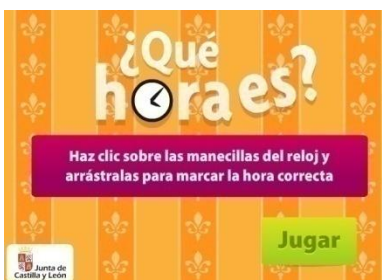 ¿Qué
hora es?
Haz clic sobre las manecillas del reloj y
arrástralas para marcar la hora correcta
Jugar
Junta de
Castilla y León